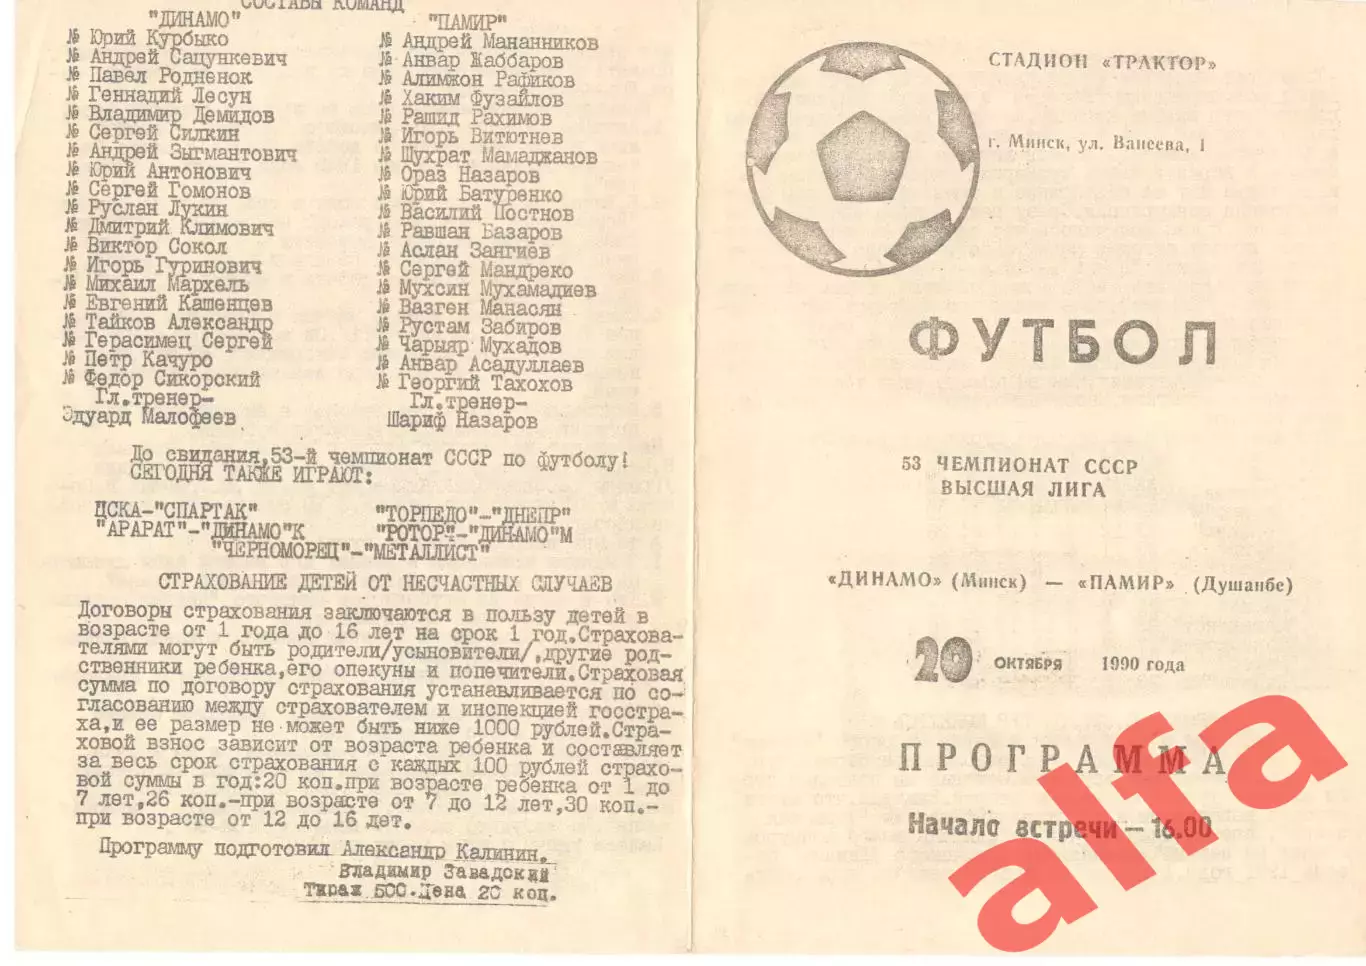 СОСТАВЫ КОМАНД
"ДИНАМО"
№ Юрий Курбыко
№ Андрей Сацункевич
№ Павел Родненок
№ Геннадий Лесун
№ Владимир Демидов
№ Сергей Силкин
№ Андрей Зыгмантович
№ Юрий Антонович
№ Сергей Гомонов
№ Руслан Лукин
№ Дмитрий Климович
№ Виктор Сокол
№ Игорь Гуринович
№ Михаил Мархель
№ Евгений Кашенцев
№ Тайков Александр
№ Герасимец Сергей
№ Петр Качуро
№ Федор Сикорский
Гл.тренер-
Эдуард Малофеев
"ПАМИР"
№ Андрей Мананников
№ Анвар Жаббаров
№ Алимжон Рафиков
№ Хаким Фузайлов
№ Рашид Рахимов
№ Игорь Витютнев
№ Шухрат Мамаджанов
№ Ораз Назаров
№ Юрий Батуренко
№ Василий Постнов
№ Равшан Базаров
№ Аслан Зангиев
№ Сергей Мандреко
№ Мухсин Мухамадиев
№ Вазген Манасян
№ Рустам Забиров
№ Чарыяр Мухадов
№ Анвар Асадуллаев
№ Георгий Тахохов
Гл.тренер-
Шариф Назаров
До свидания,53-й чемпионат СССР по футболу!
СЕГОДНЯ ТАКЖЕ ИГРАЮТ:
ЦСКА-"СПАРТАК" "ТОРПЕДО"-"ДНЕПР"
"АРАРАТ"-"ДИНАМО"К "РОТОР"-"ДИНАМО"М
"ЧЕРНОМОРЕЦ"-"МЕТАЛЛИСТ"
СТРАХОВАНИЕ ДЕТЕЙ ОТ НЕСЧАСТНЫХ СЛУЧАЕВ
Договоры страхования заключаются в пользу детей в
возрасте от 1 года до 16 лет на срок 1 год.Страхова-
телями могут быть родители/усыновители/,другие род-
ственники ребенка,его опекуны и попечители.Страховая
сумма по договору страхования устанавливается по со-
гласованию между страхователем и инспекцией госстра-
ха,и ее размер не может быть ниже 1000 рублей.Стра-
ховой взнос зависит от возраста ребенка и составляет
за весь срок страхования с каждых 100 рублей страхо-
вой суммы в год:20 коп.при возрасте ребенка от 1 до
7 лет,26 коп.-при возрасте от 7 до 12 лет,30 коп.-
при возрасте от 12 до 16 лет.
Программу подготовил Александр Калинин.
Владимир Завадский
Тираж 500.Цена 20 коп.
СТАДИОН «ТРАКТОР»
г. Минск, ул. Ванеева, 1
ФУТБОЛ
53 ЧЕМПИОНАТ СССР
ВЫСШАЯ ЛИГА
«ДИНАМО» (Минск) — «ПАМИР» (Душанбе)
20 ОКТЯБРЯ 1990 года
ПРОГРАММА
Начало встречи — 16.00
alfa